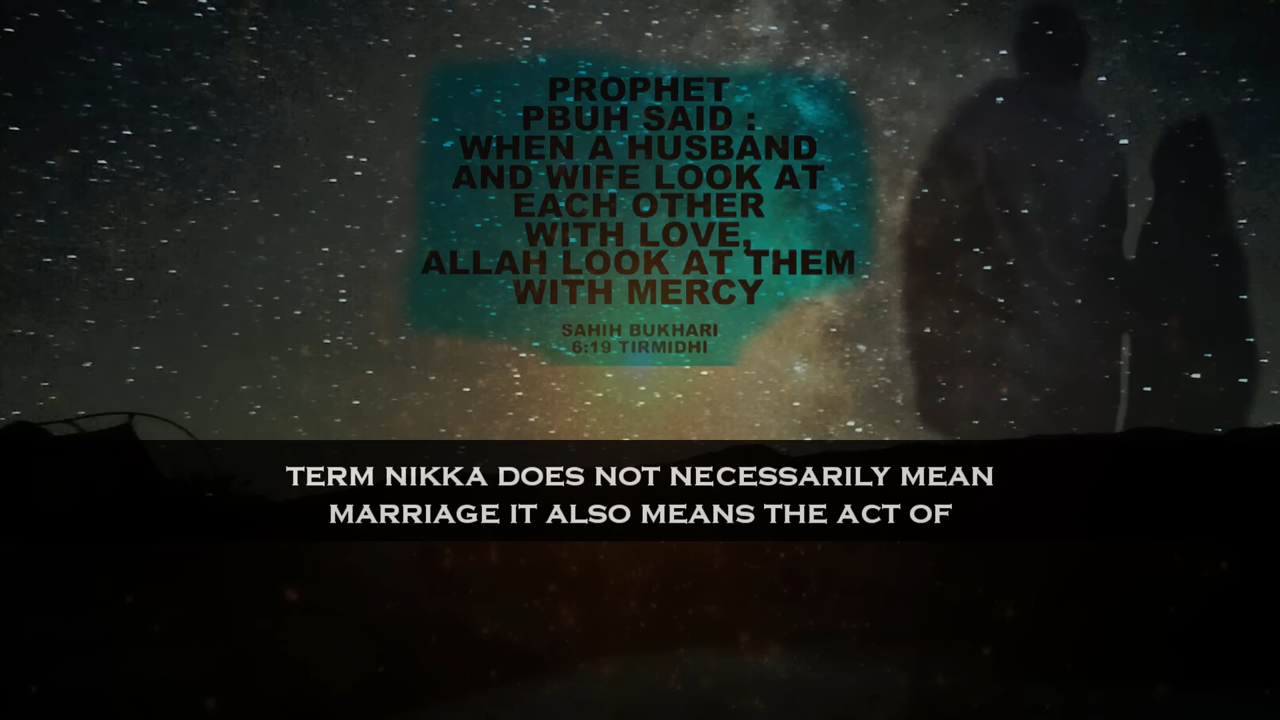 PROPHET
PBUH SAID :
WHEN A HUSBAND
AND WIFE LOOK AT
EACH OTHER
WITH LOVE,
ALLAH LOOK AT THEM
WITH MERCY
SAHIH BUKHARI
6:19 TIRMIDHI
TERM NIKKA DOES NOT NECESSARILY MEAN
MARRIAGE IT ALSO MEANS THE ACT OF